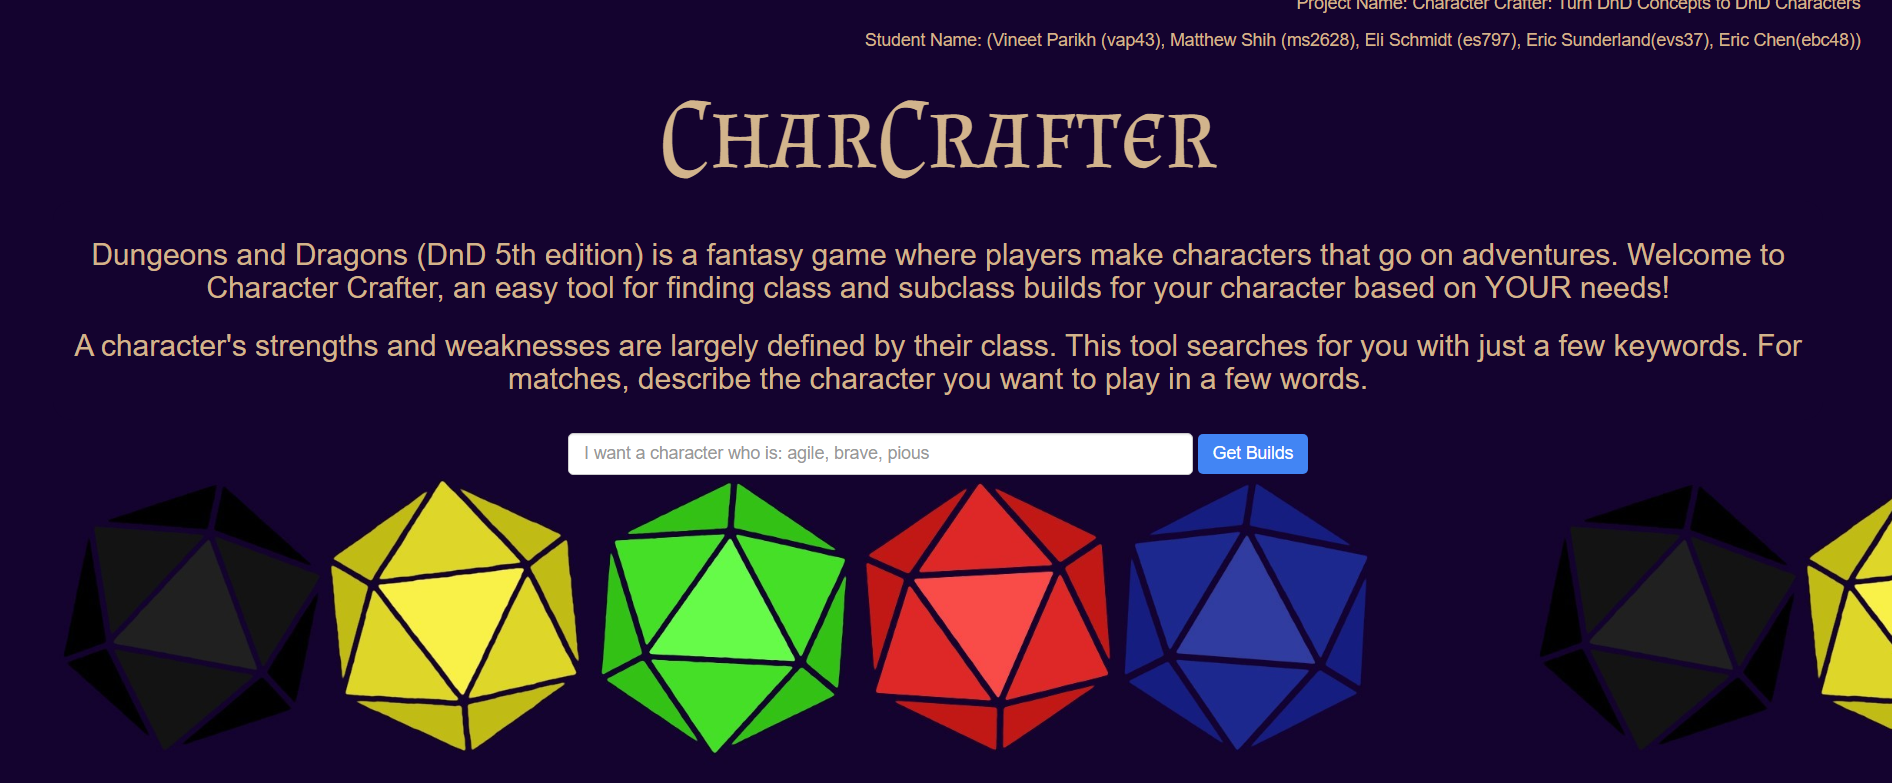 Project Name: Character Crafter: Turn DnD Concepts to DnD Characters
Student Name: (Vineet Parikh (vap43), Matthew Shih (ms2628), Eli Schmidt (es797), Eric Sunderland(evs37), Eric Chen(ebc48))
CharCrafter
Dungeons and Dragons (DnD 5th edition) is a fantasy game where players make characters that go on adventures. Welcome to
Character Crafter, an easy tool for finding class and subclass builds for your character based on YOUR needs!
A character's strengths and weaknesses are largely defined by their class. This tool searches for you with just a few keywords. For
matches, describe the character you want to play in a few words.
I want a character who is: agile, brave, pious
Get Builds